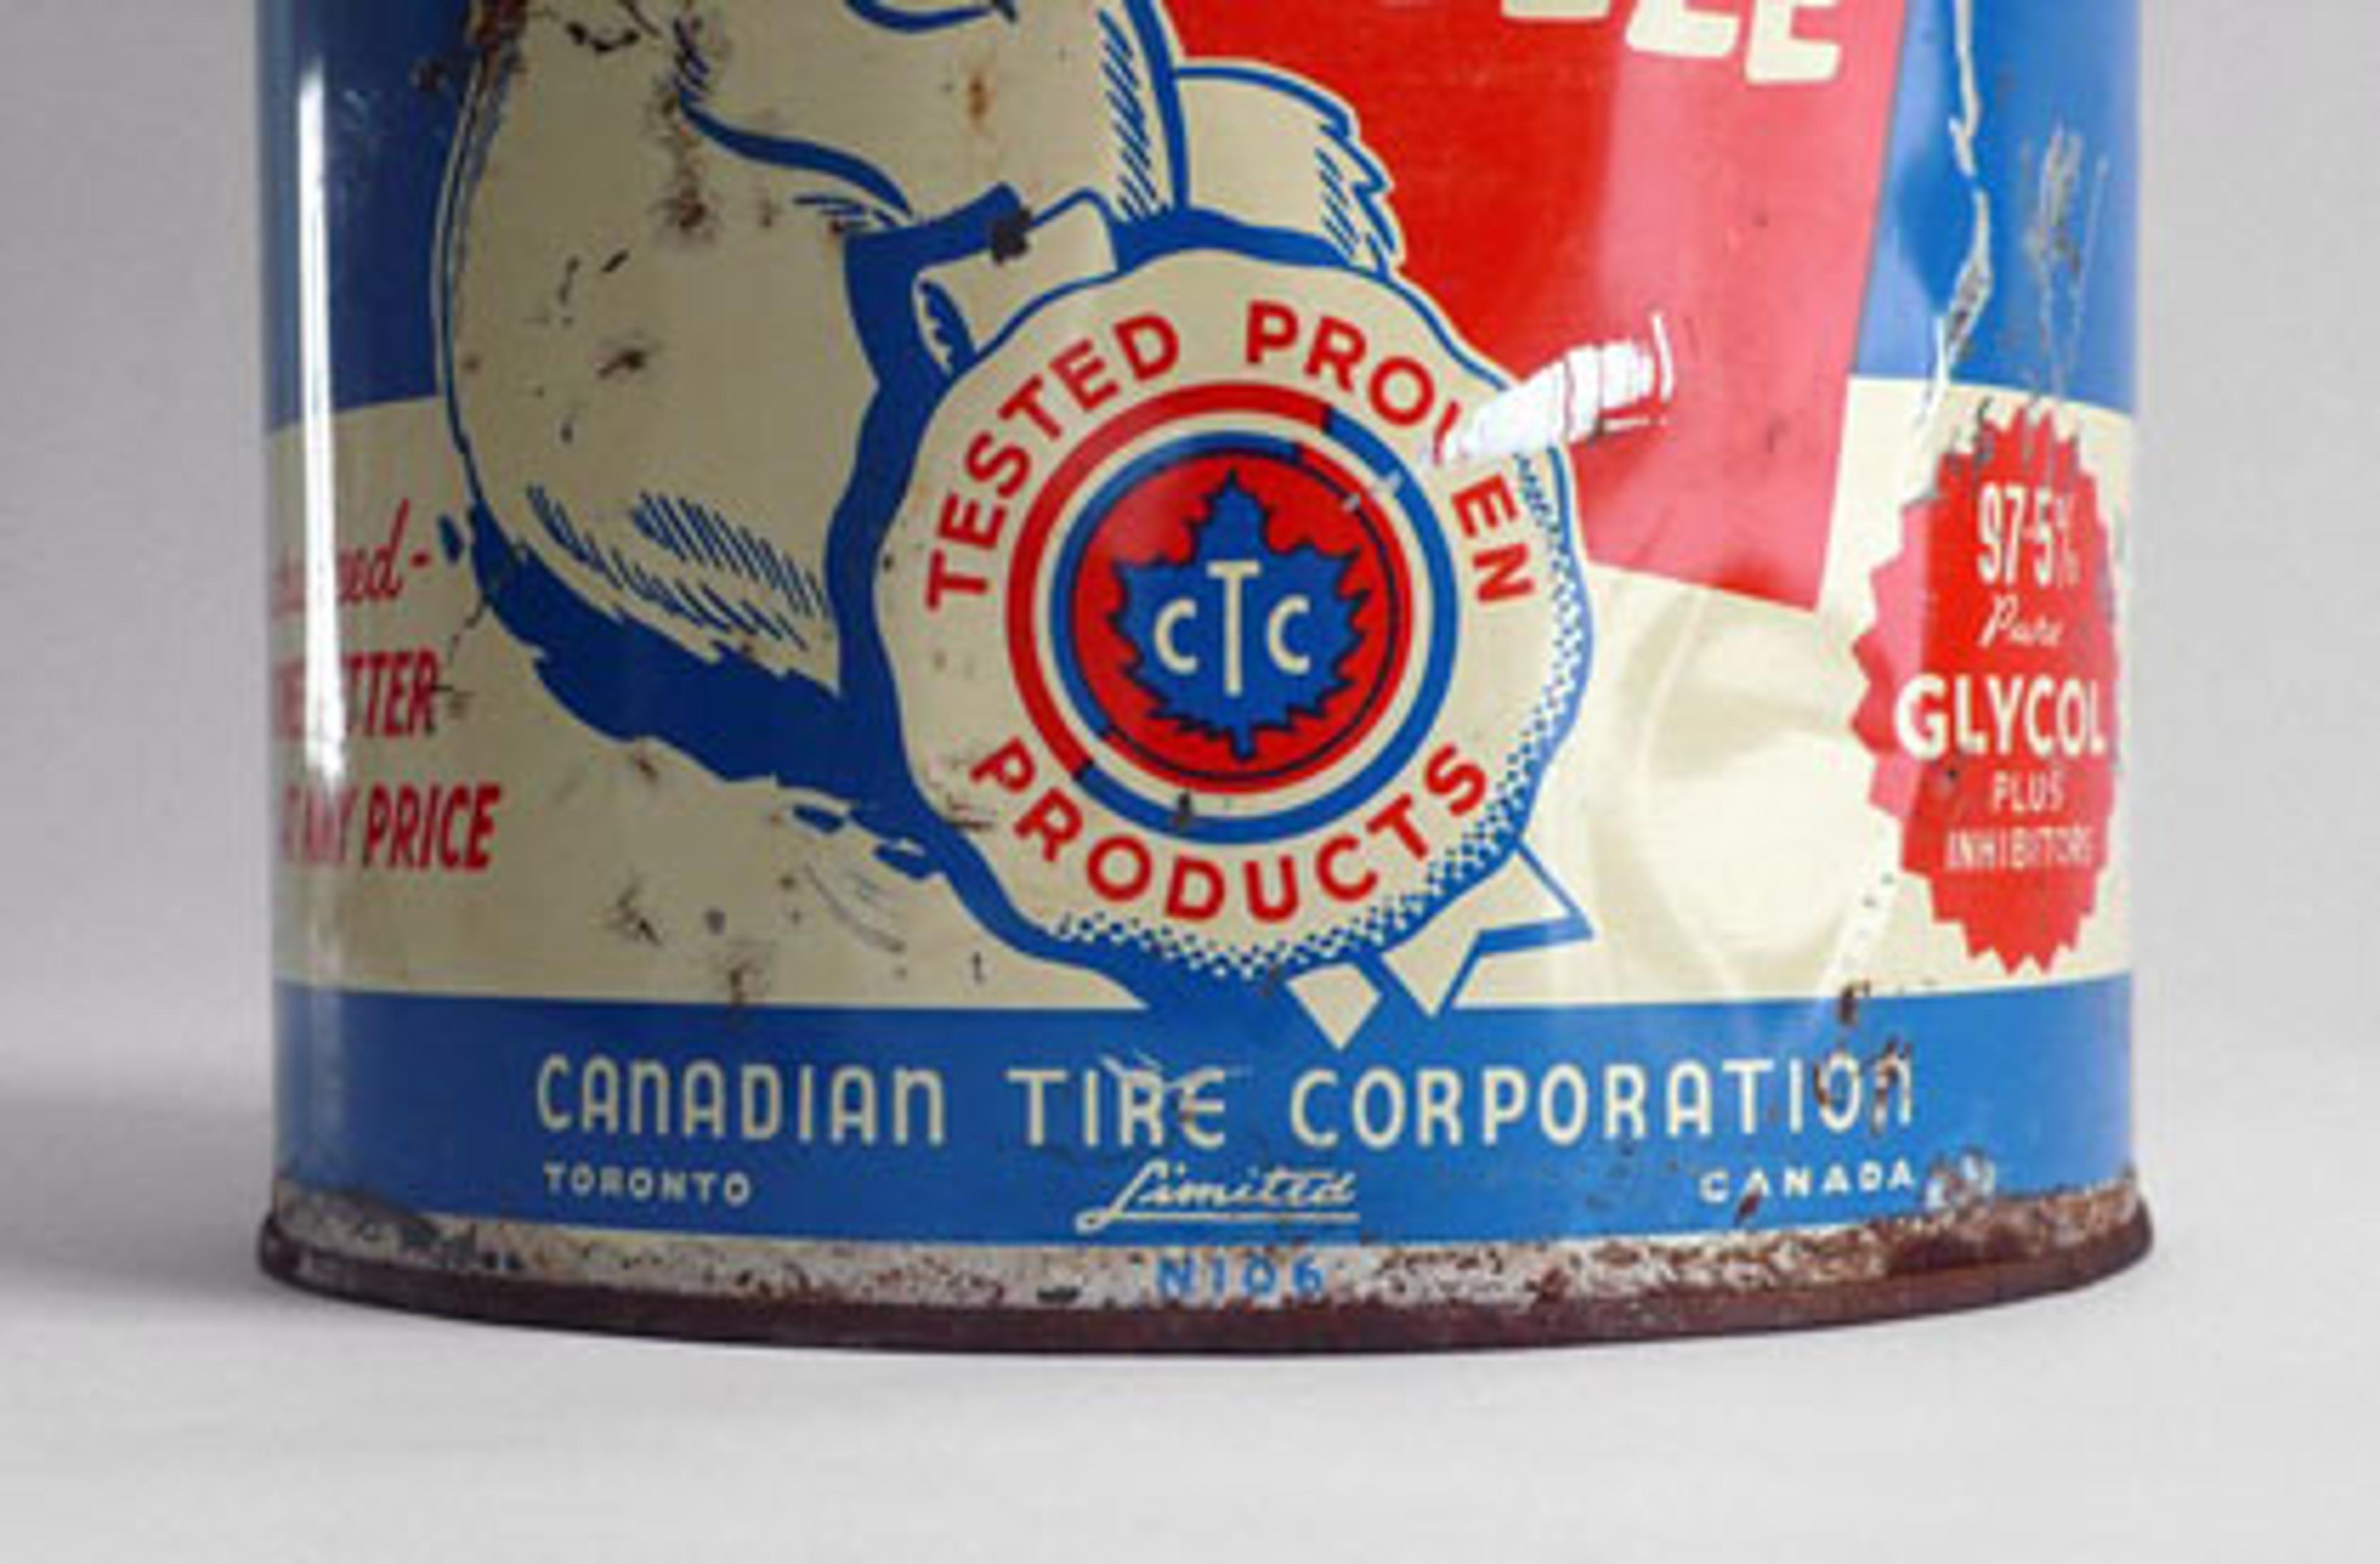 TESTED PROVEN
PRODUCTS
CTC
PRICE
97.5%
Pure
GLYCOL
PLUS
INHIBITORS
CANADIAN TIRE CORPORATION
TORONTO Limited CANADA
N106